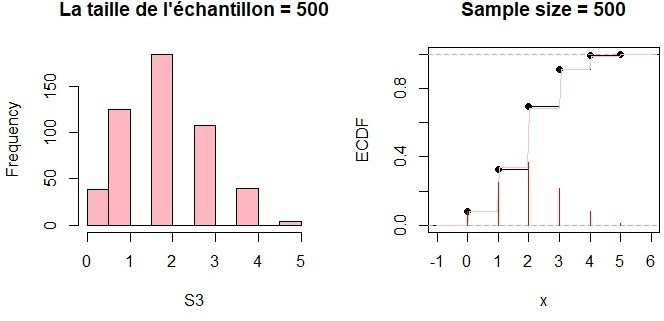 La taille de l'échantillon = 500
Sample size = 500
Frequency
150
100
50
0
0 1 2 3 4 5
S3
ECDF
0.8
0.4
0.0
-1 0 1 2 3 4 5 6
x